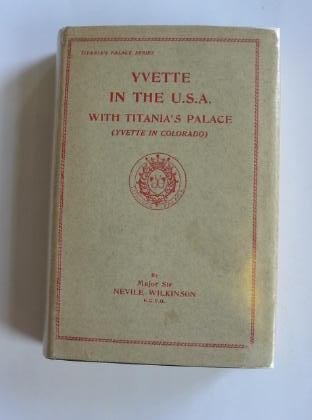 TITANIA'S PALACE SERIES
YVETTE
IN THE U.S.A.
WITH TITANIA'S PALACE
(YVETTE IN COLORADO)
By
Major Sir
NEVILE WILKINSON
K.C.V.O.